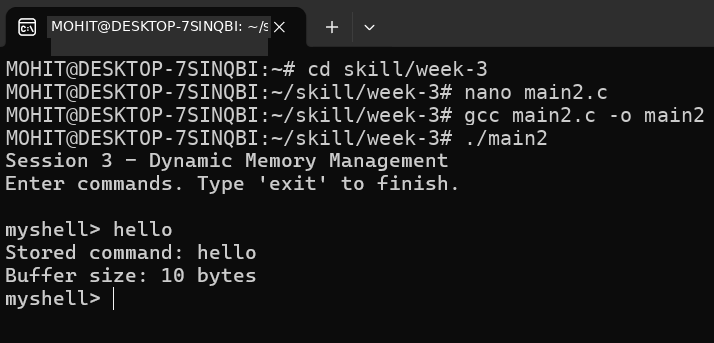 MOHIT@DESKTOP-7SINQBI: ~/s
MOHIT@DESKTOP-7SINQBI:~# cd skill/week-3
MOHIT@DESKTOP-7SINQBI:~/skill/week-3# nano main2.c
MOHIT@DESKTOP-7SINQBI:~/skill/week-3# gcc main2.c -o main2
MOHIT@DESKTOP-7SINQBI:~/skill/week-3# ./main2
Session 3 - Dynamic Memory Management
Enter commands. Type 'exit' to finish.
myshell> hello
Stored command: hello
Buffer size: 10 bytes
myshell>